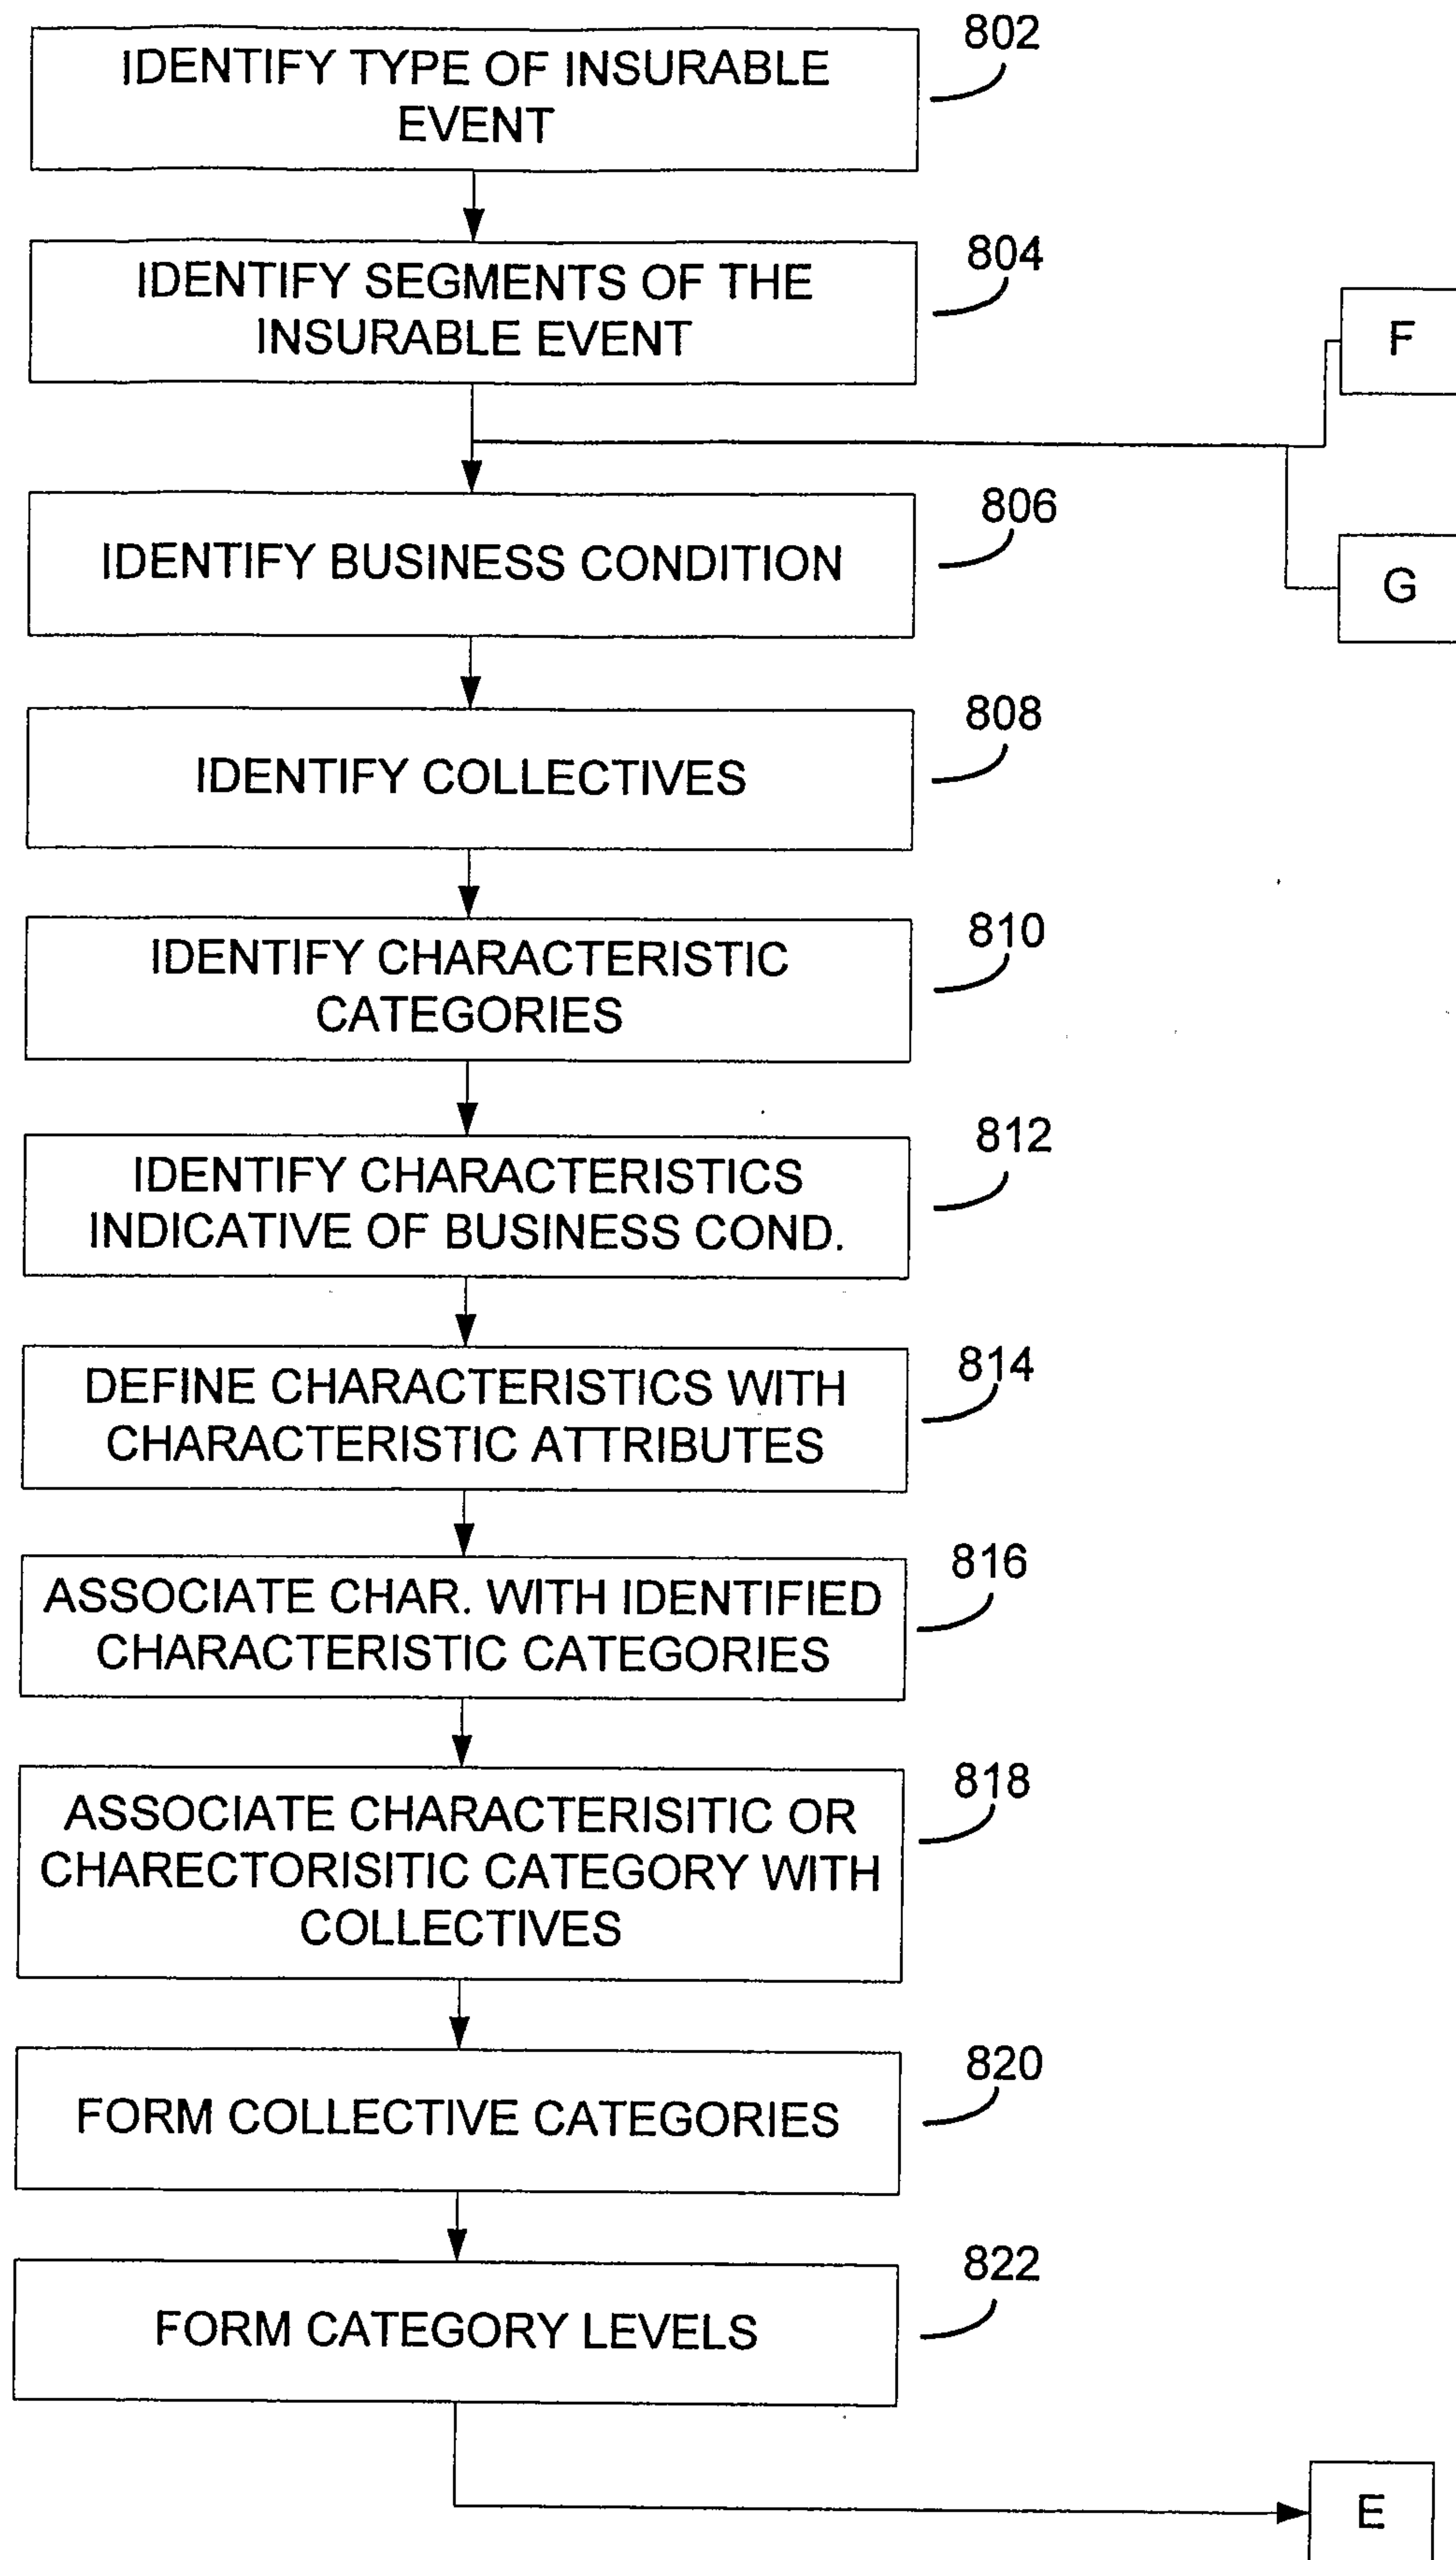 802
IDENTIFY TYPE OF INSURABLE
EVENT
804
IDENTIFY SEGMENTS OF THE
INSURABLE EVENT
F
806
IDENTIFY BUSINESS CONDITION
G
808
IDENTIFY COLLECTIVES
810
IDENTIFY CHARACTERISTIC
CATEGORIES
812
IDENTIFY CHARACTERISTICS
INDICATIVE OF BUSINESS COND.
814
DEFINE CHARACTERISTICS WITH
CHARACTERISTIC ATTRIBUTES
816
ASSOCIATE CHAR. WITH IDENTIFIED
CHARACTERISTIC CATEGORIES
818
ASSOCIATE CHARACTERISITIC OR
CHARECTORISITIC CATEGORY WITH
COLLECTIVES
820
FORM COLLECTIVE CATEGORIES
822
FORM CATEGORY LEVELS
E